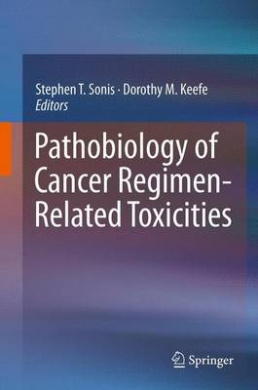 Stephen T. Sonis · Dorothy M. Keefe
Editors
Pathobiology of
Cancer Regimen-
Related Toxicities
Springer